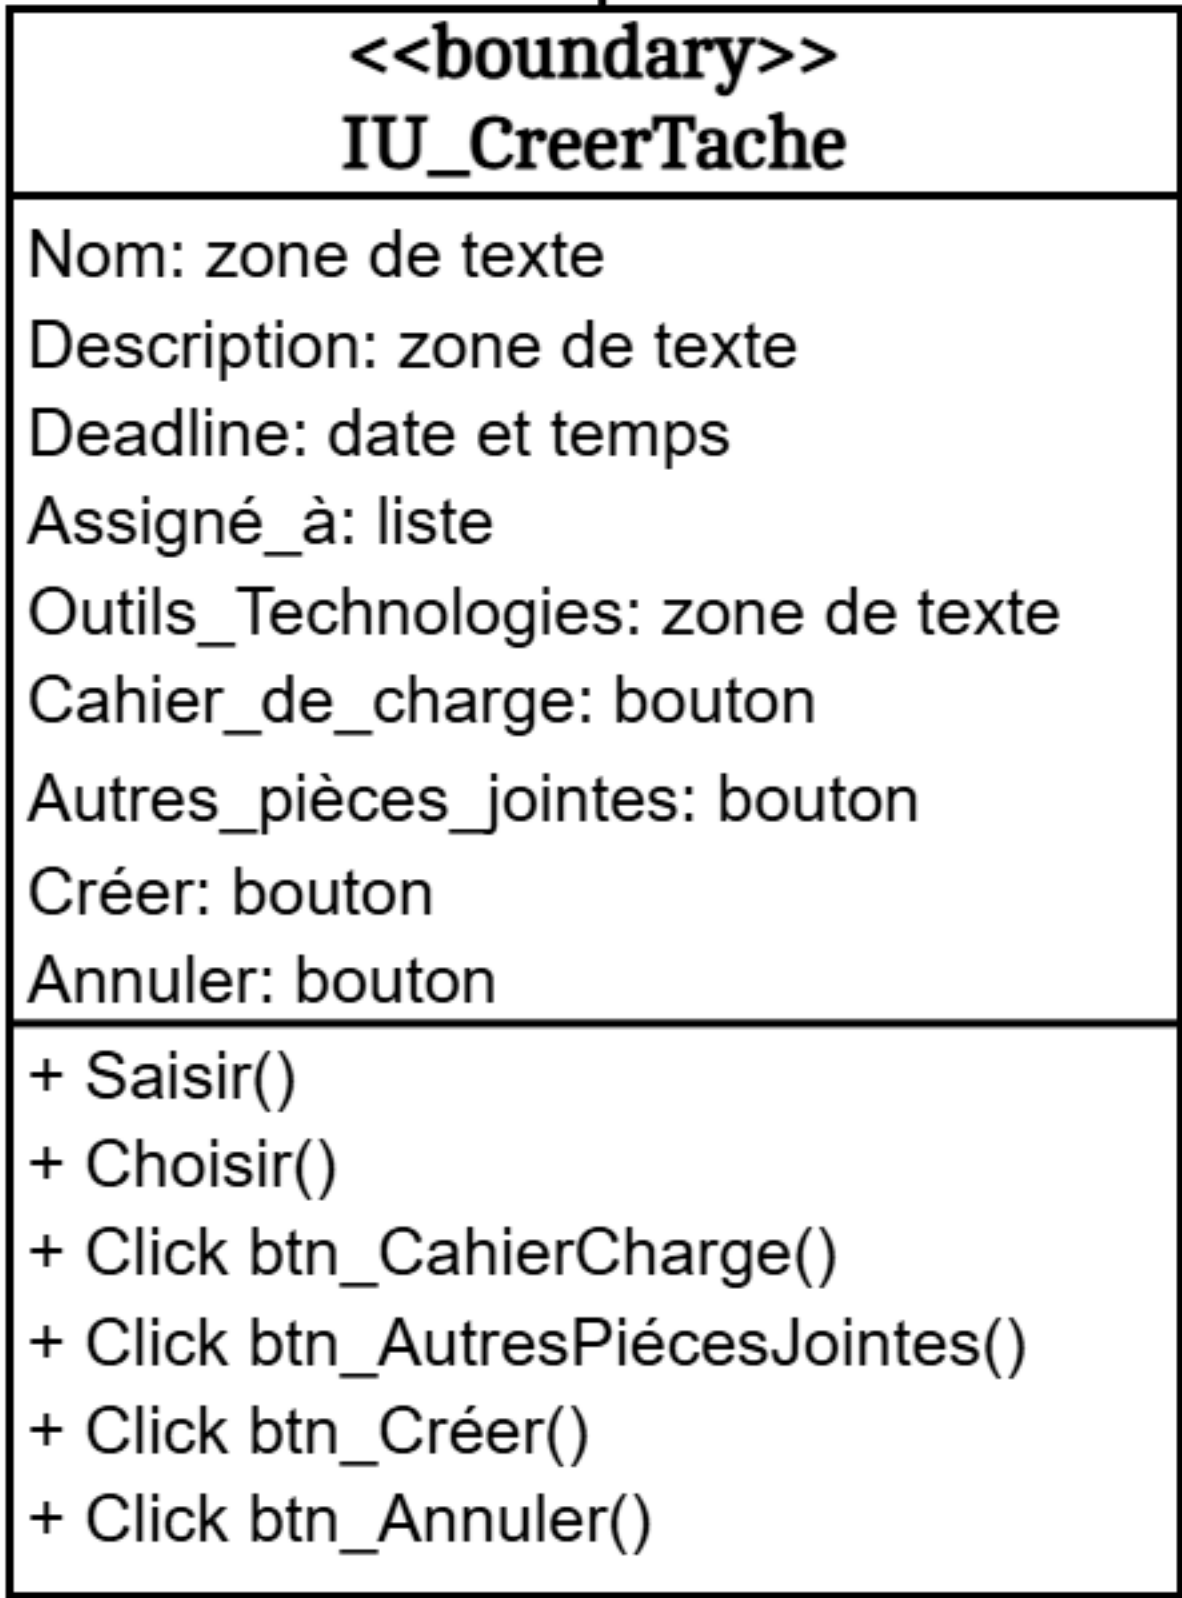 <<boundary>>
IU_CreerTache
Nom: zone de texte
Description: zone de texte
Deadline: date et temps
Assigné_à: liste
Outils_Technologies: zone de texte
Cahier_de_charge: bouton
Autres_pièces_jointes: bouton
Créer: bouton
Annuler: bouton
+ Saisir()
+ Choisir()
+ Click btn_CahierCharge()
+ Click btn_AutresPiécesJointes()
+ Click btn_Créer()
+ Click btn_Annuler()